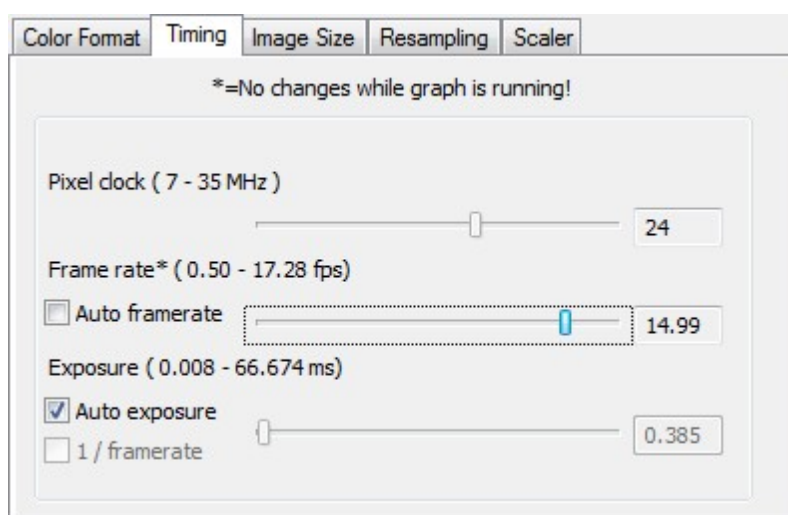 Color Format Timing Image Size Resampling Scaler
*=No changes while graph is running!
Pixel clock ( 7 - 35 MHz )
24
Frame rate* ( 0.50 - 17.28 fps)
Auto framerate 14.99
Exposure ( 0.008 - 66.674 ms)
Auto exposure
0.385
1 / framerate